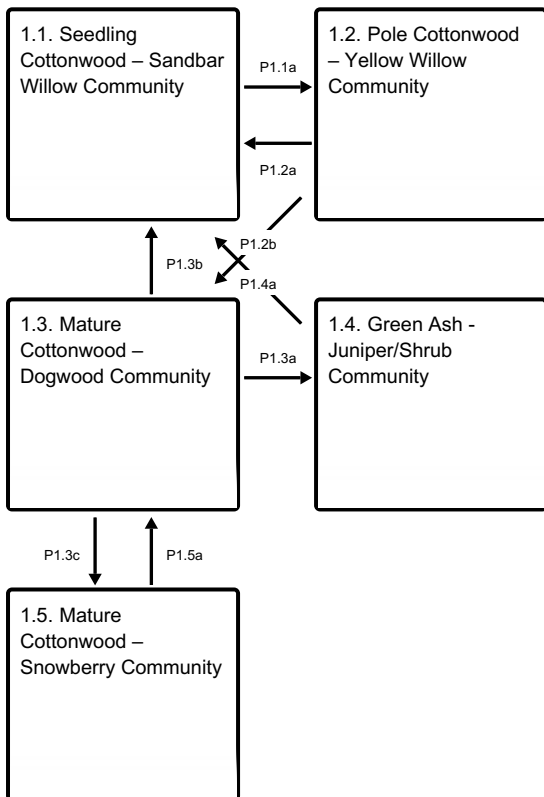 1.1. Seedling
Cottonwood – Sandbar
Willow Community
P1.1a
1.2. Pole Cottonwood
– Yellow Willow
Community
P1.2a
P1.3b
P1.2b
P1.4a
1.3. Mature
Cottonwood –
Dogwood Community
P1.3a
1.4. Green Ash -
Juniper/Shrub
Community
P1.3c
P1.5a
1.5. Mature
Cottonwood –
Snowberry Community